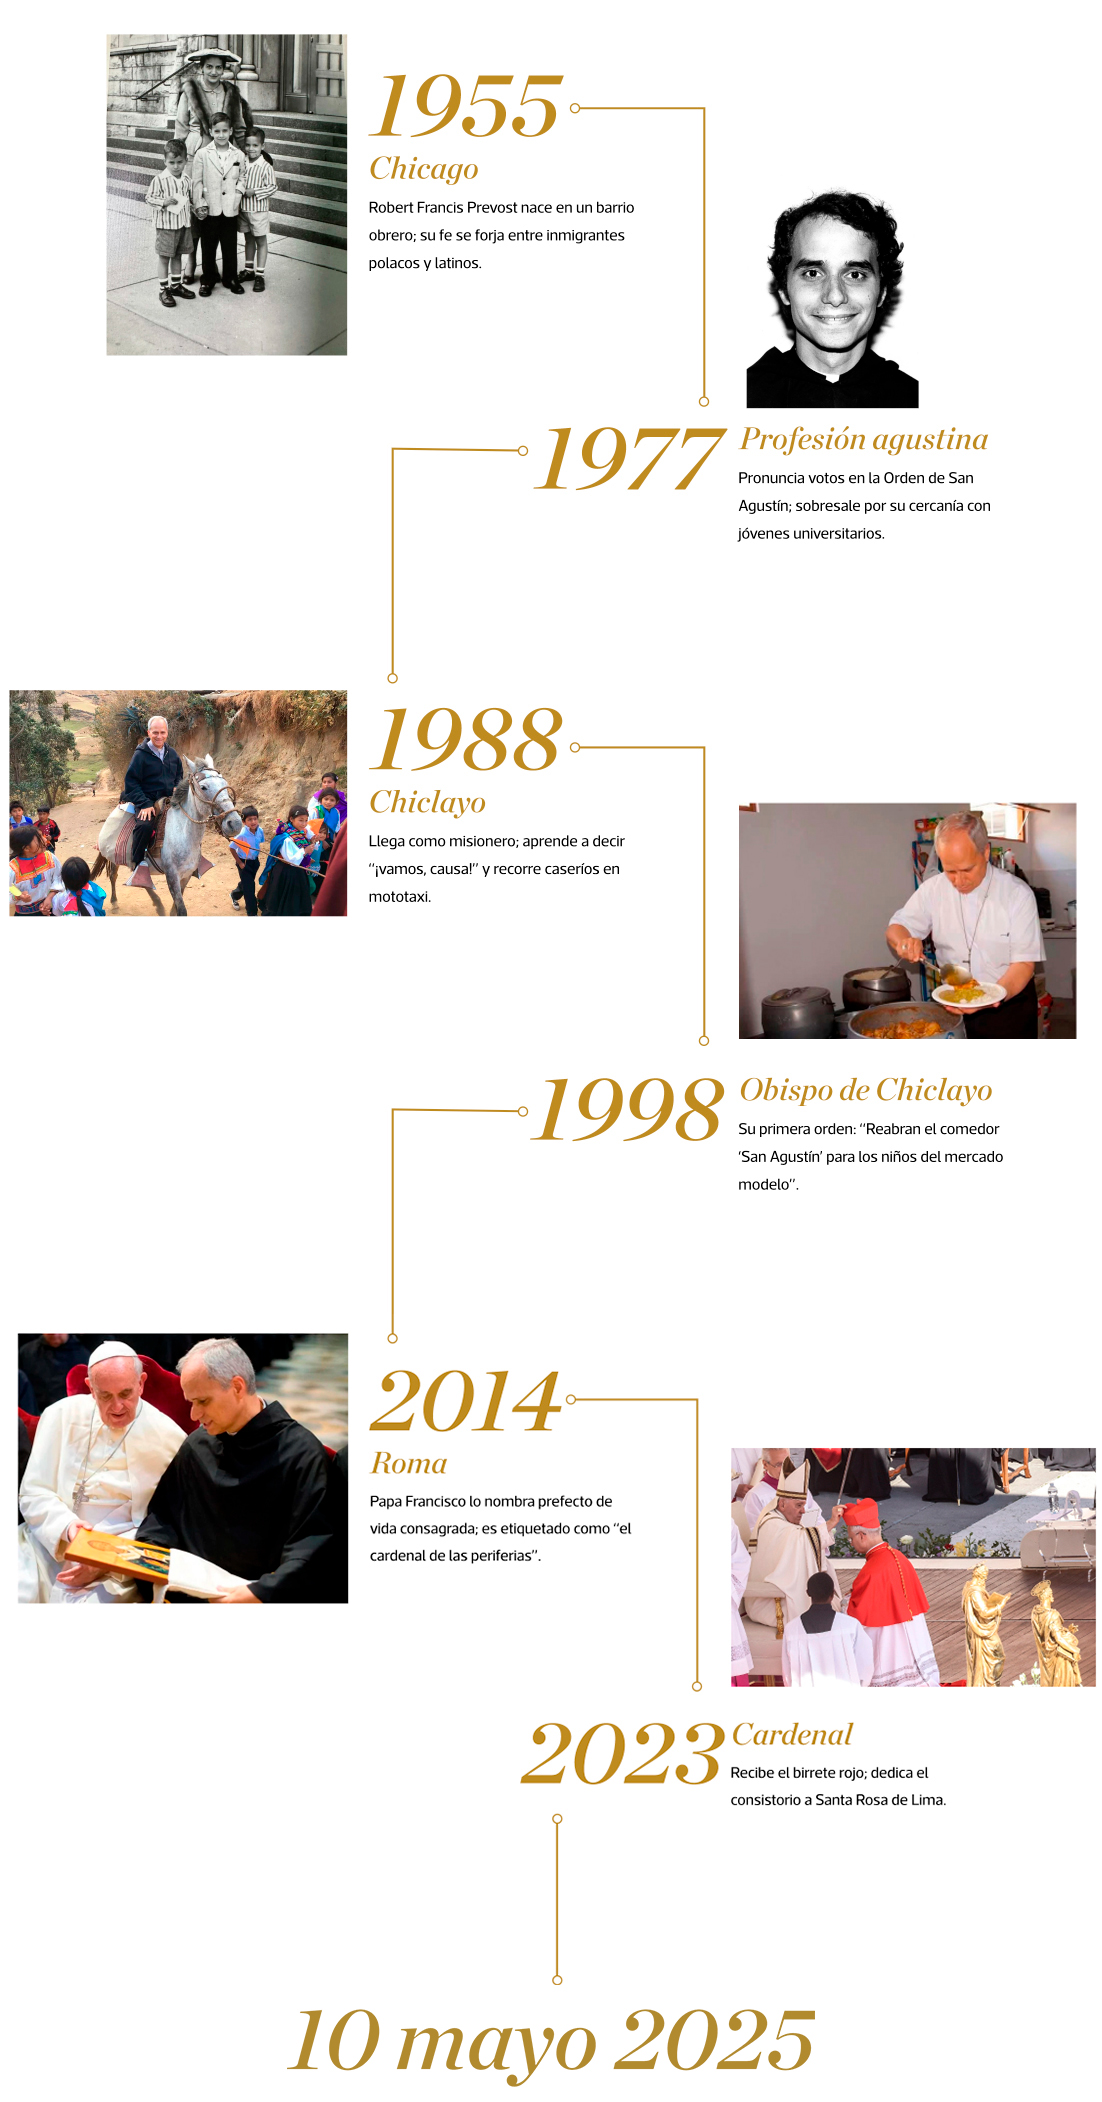 1955
Chicago
Robert Francis Prevost nace en un barrio
obrero; su fe se forja entre inmigrantes
polacos y latinos.
1977
Profesión agustina
Pronuncia votos en la Orden de San
Agustín; sobresale por su cercanía con
jóvenes universitarios.
1988
Chiclayo
Llega como misionero; aprende a decir
“¡vamos, causa!” y recorre caseríos en
mototaxi.
1998
Obispo de Chiclayo
Su primera orden: “Reabran el comedor
‘San Agustín’ para los niños del mercado
modelo”.
2014
Roma
Papa Francisco lo nombra prefecto de
vida consagrada; es etiquetado como “el
cardenal de las periferias”.
2023
Cardenal
Recibe el birrete rojo; dedica el
consistorio a Santa Rosa de Lima.
10 mayo 2025